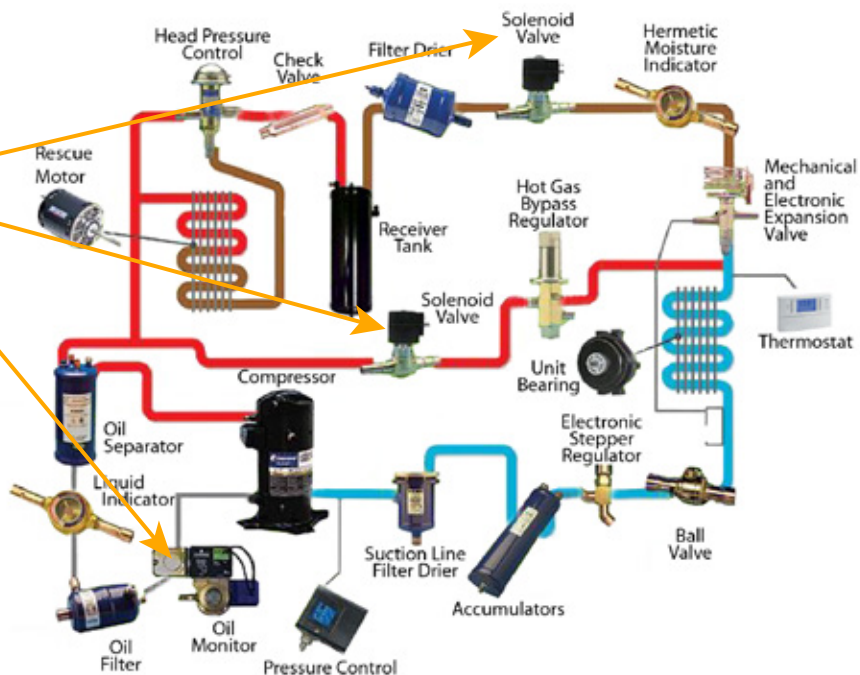 Solenoid
Valve
Hermetic
Moisture
Indicator
Head Pressure
Control
Check
Valve
Filter Drier
Rescue
Motor
Receiver
Tank
Hot Gas
Bypass
Regulator
Mechanical
and
Electronic
Expansion
Valve
Solenoid
Valve
Thermostat
Unit
Bearing
Compressor
Oil
Separator
Electronic
Stepper
Regulator
Liquid
Indicator
Suction Line
Filter Drier
Ball
Valve
Accumulators
Oil
Filter
Oil
Monitor
Pressure Control